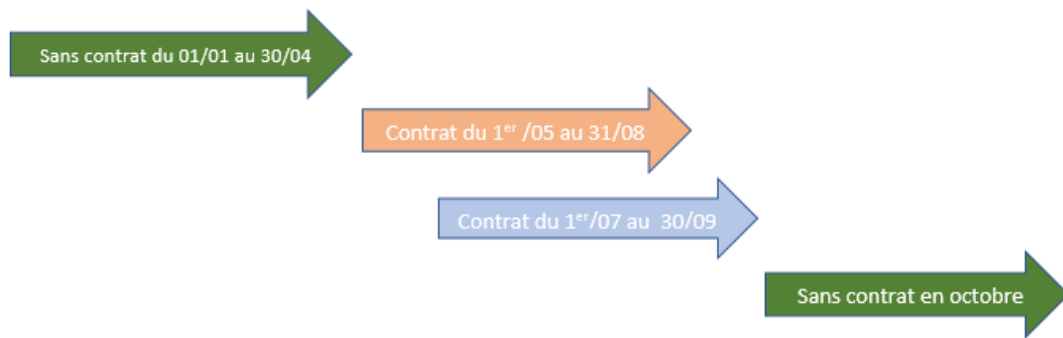 Sans contrat du 01/01 au 30/04
Contrat du 1er /05 au 31/08
Contrat du 1er/07 au  30/09
Sans contrat en octobre